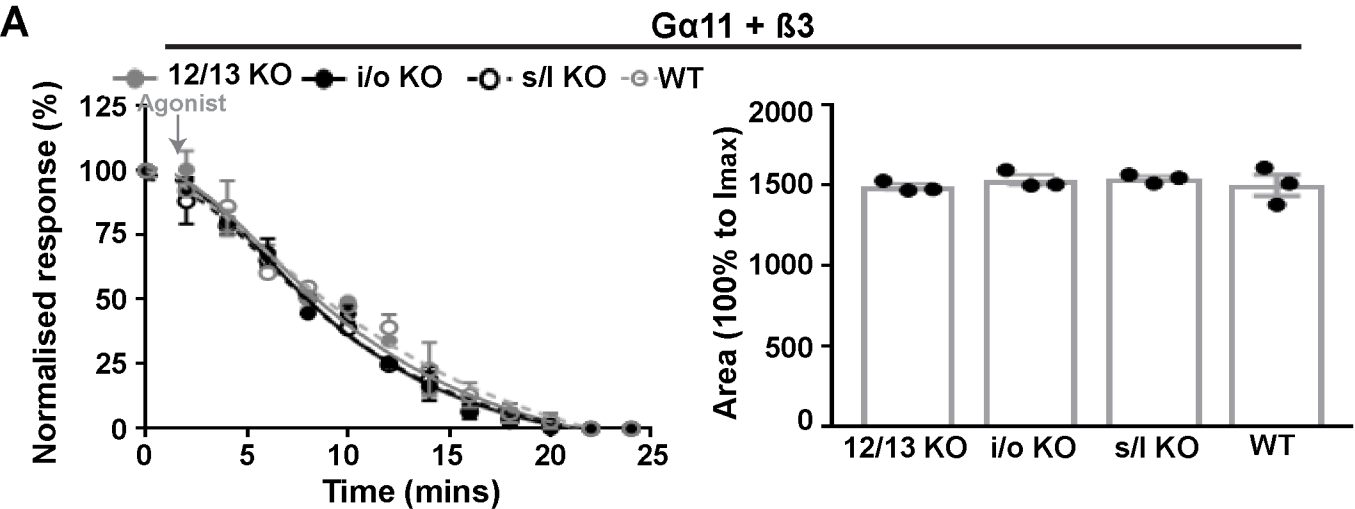 A
Gα11 + ß3
12/13 KO i/o KO s/l KO WT
Agonist
Normalised response (%)
125
100
75
50
25
0
0 5 10 15 20 25
Time (mins)
Area (100% to Imax)
2000
1500
1000
500
0
12/13 KO i/o KO s/l KO WT